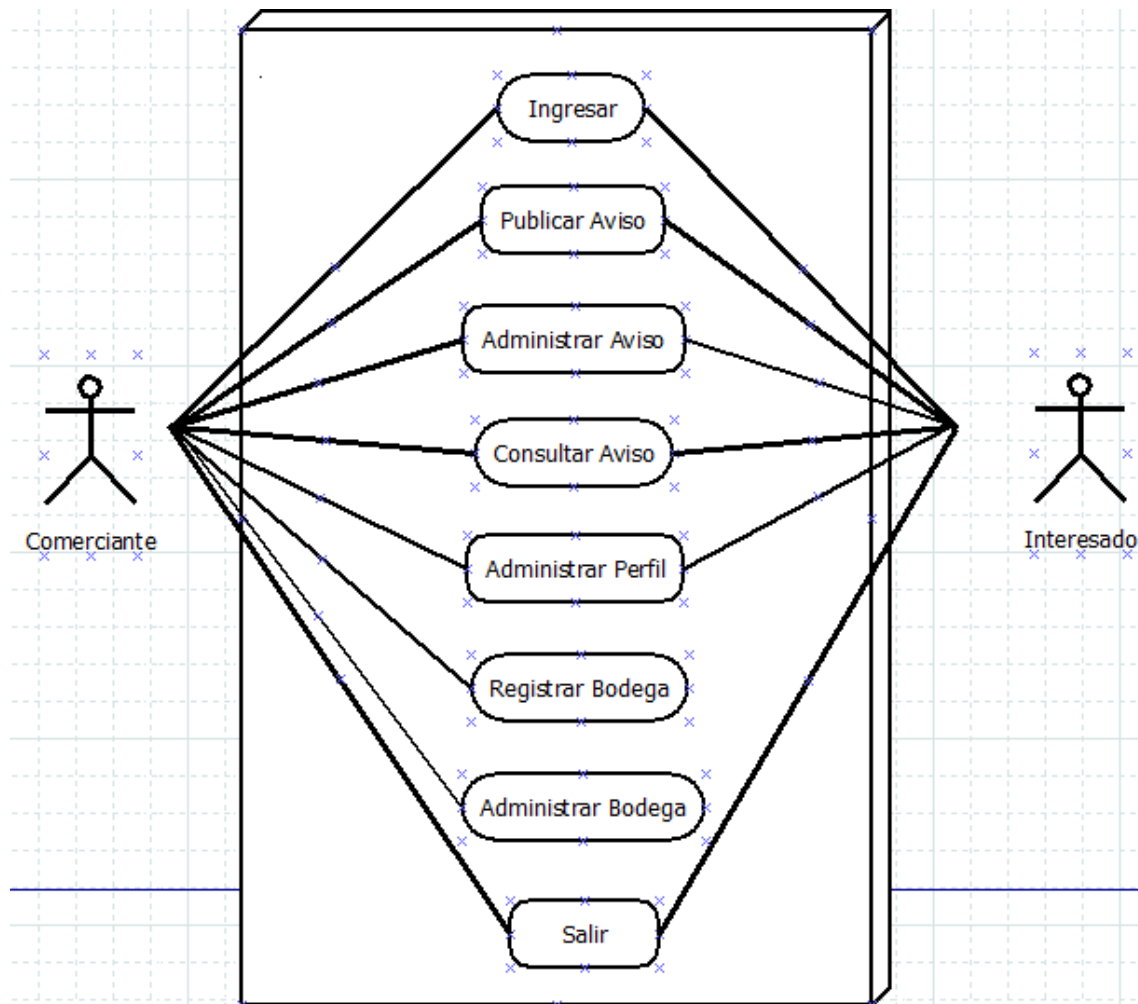 Ingresar
Publicar Aviso
Administrar Aviso
Consultar Aviso
Comerciante
Interesado
Administrar Perfil
Registrar Bodega
Administrar Bodega
Salir